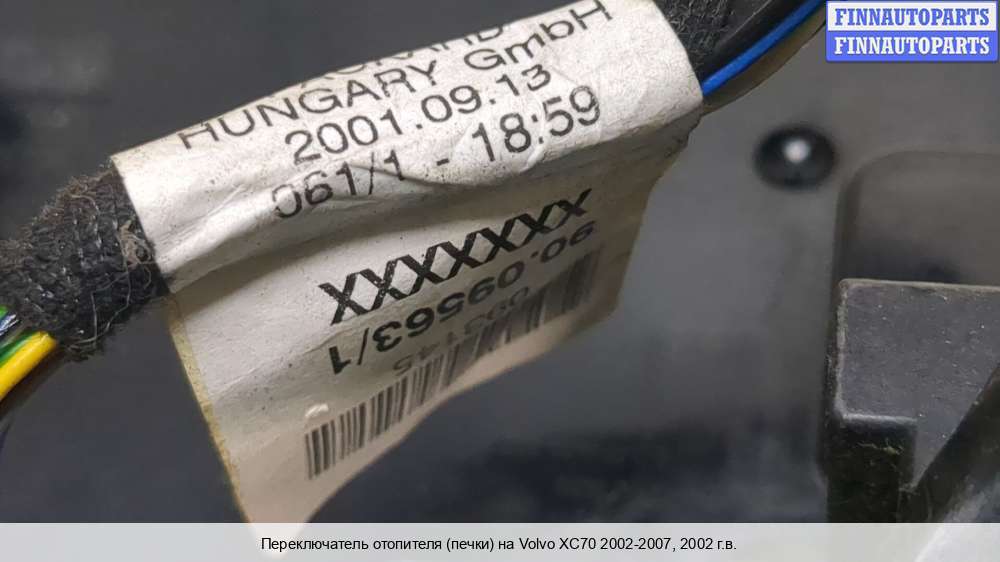 FINNAUTOPARTS
FINNAUTOPARTS
HUNGARY GmbH
2001.09.13
061/1 - 18:59
XXXXXXX
90.09563/1
Переключатель отопителя (печки) на Volvo XC70 2002-2007, 2002 г.в.